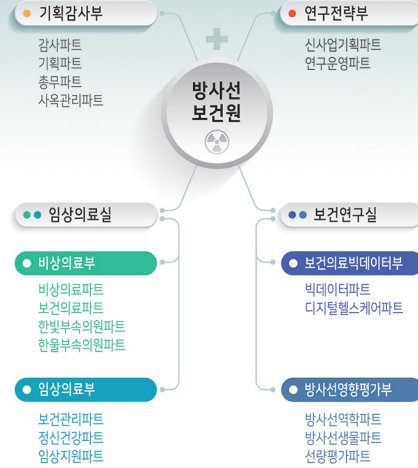 기획감사부
감사파트
기획파트
총무파트
사옥관리파트
연구전략부
신사업기획파트
연구운영파트
방사선
보건원
임상의료실
비상의료부
비상의료파트
보건의료파트
한빛부속의원파트
한울부속의원파트
임상의료부
보건관리파트
정신건강파트
임상지원파트
보건연구실
보건의료빅데이터부
빅데이터파트
디지털헬스케어파트
방사선영향평가부
방사선역학파트
방사선생물파트
선량평가파트